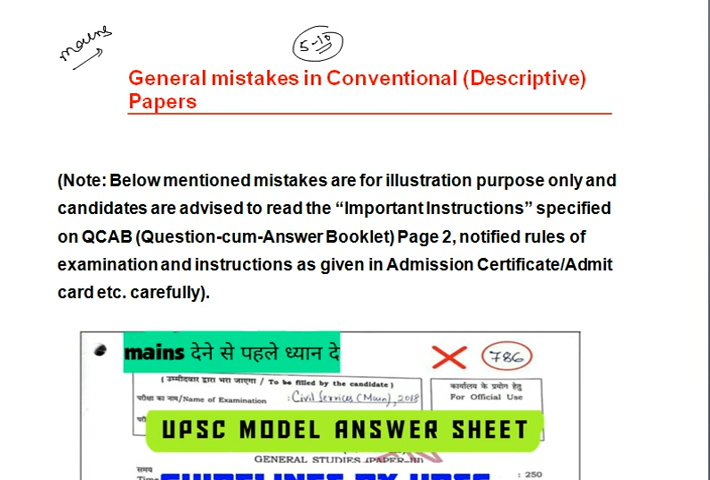 mains
5-10
General mistakes in Conventional (Descriptive)
Papers
(Note: Below mentioned mistakes are for illustration purpose only and
candidates are advised to read the “Important Instructions” specified
on QCAB (Question-cum-Answer Booklet) Page 2, notified rules of
examination and instructions as given in Admission Certificate/Admit
card etc. carefully).
mains देने से पहले ध्यान दे
786
( उम्मीदवार द्वारा भरा जाएगा / To be filled by the candidate )
परीक्षा का नाम/Name of Examination : Civil Services (Main), 2018
कार्यालय के प्रयोग हेतु
For Official Use
UPSC MODEL ANSWER SHEET
GENERAL STUDIES (PAPER-III)
समय
: 250